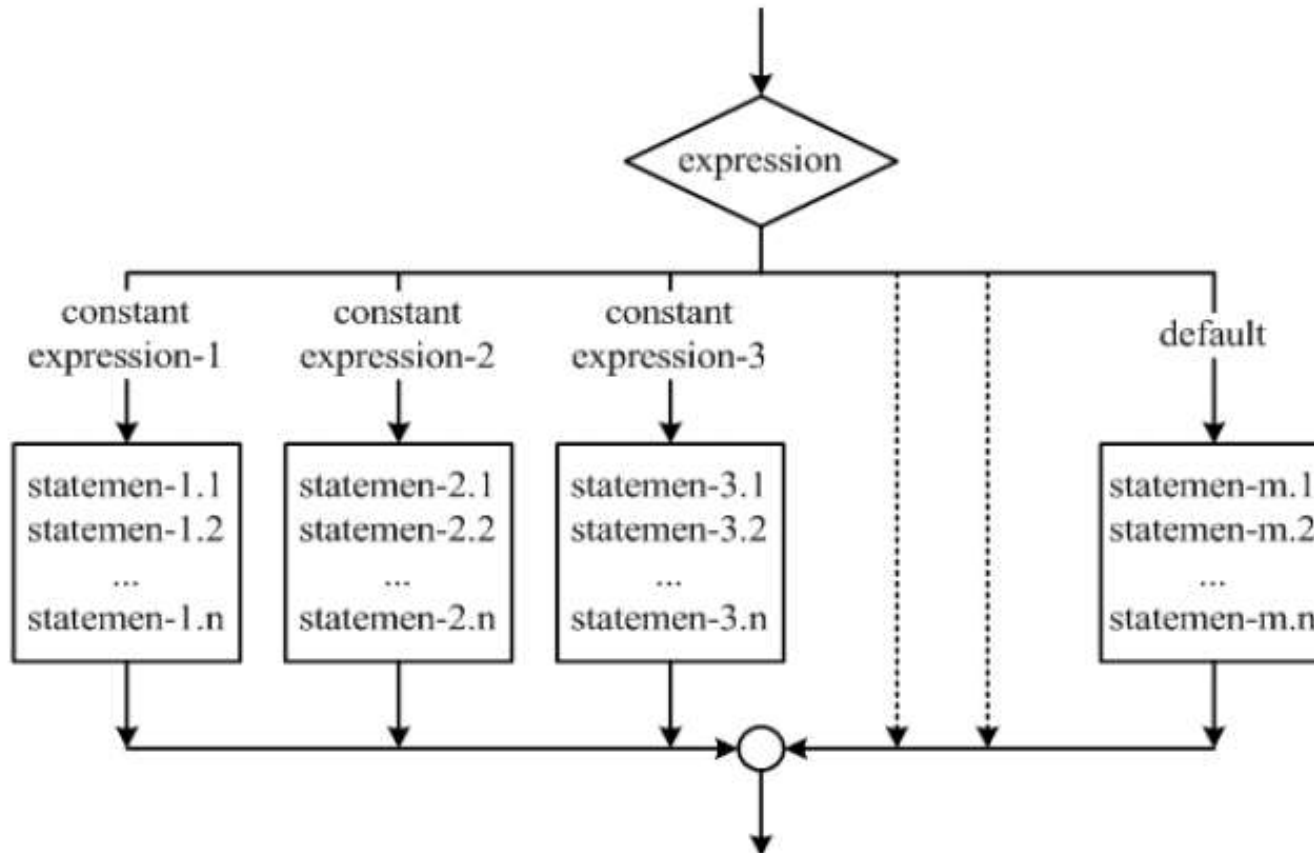 expression
constant
expression-1
constant
expression-2
constant
expression-3
default
statemen-1.1
statemen-1.2
...
statemen-1.n
statemen-2.1
statemen-2.2
...
statemen-2.n
statemen-3.1
statemen-3.2
...
statemen-3.n
statemen-m.1
statemen-m.2
...
statemen-m.n